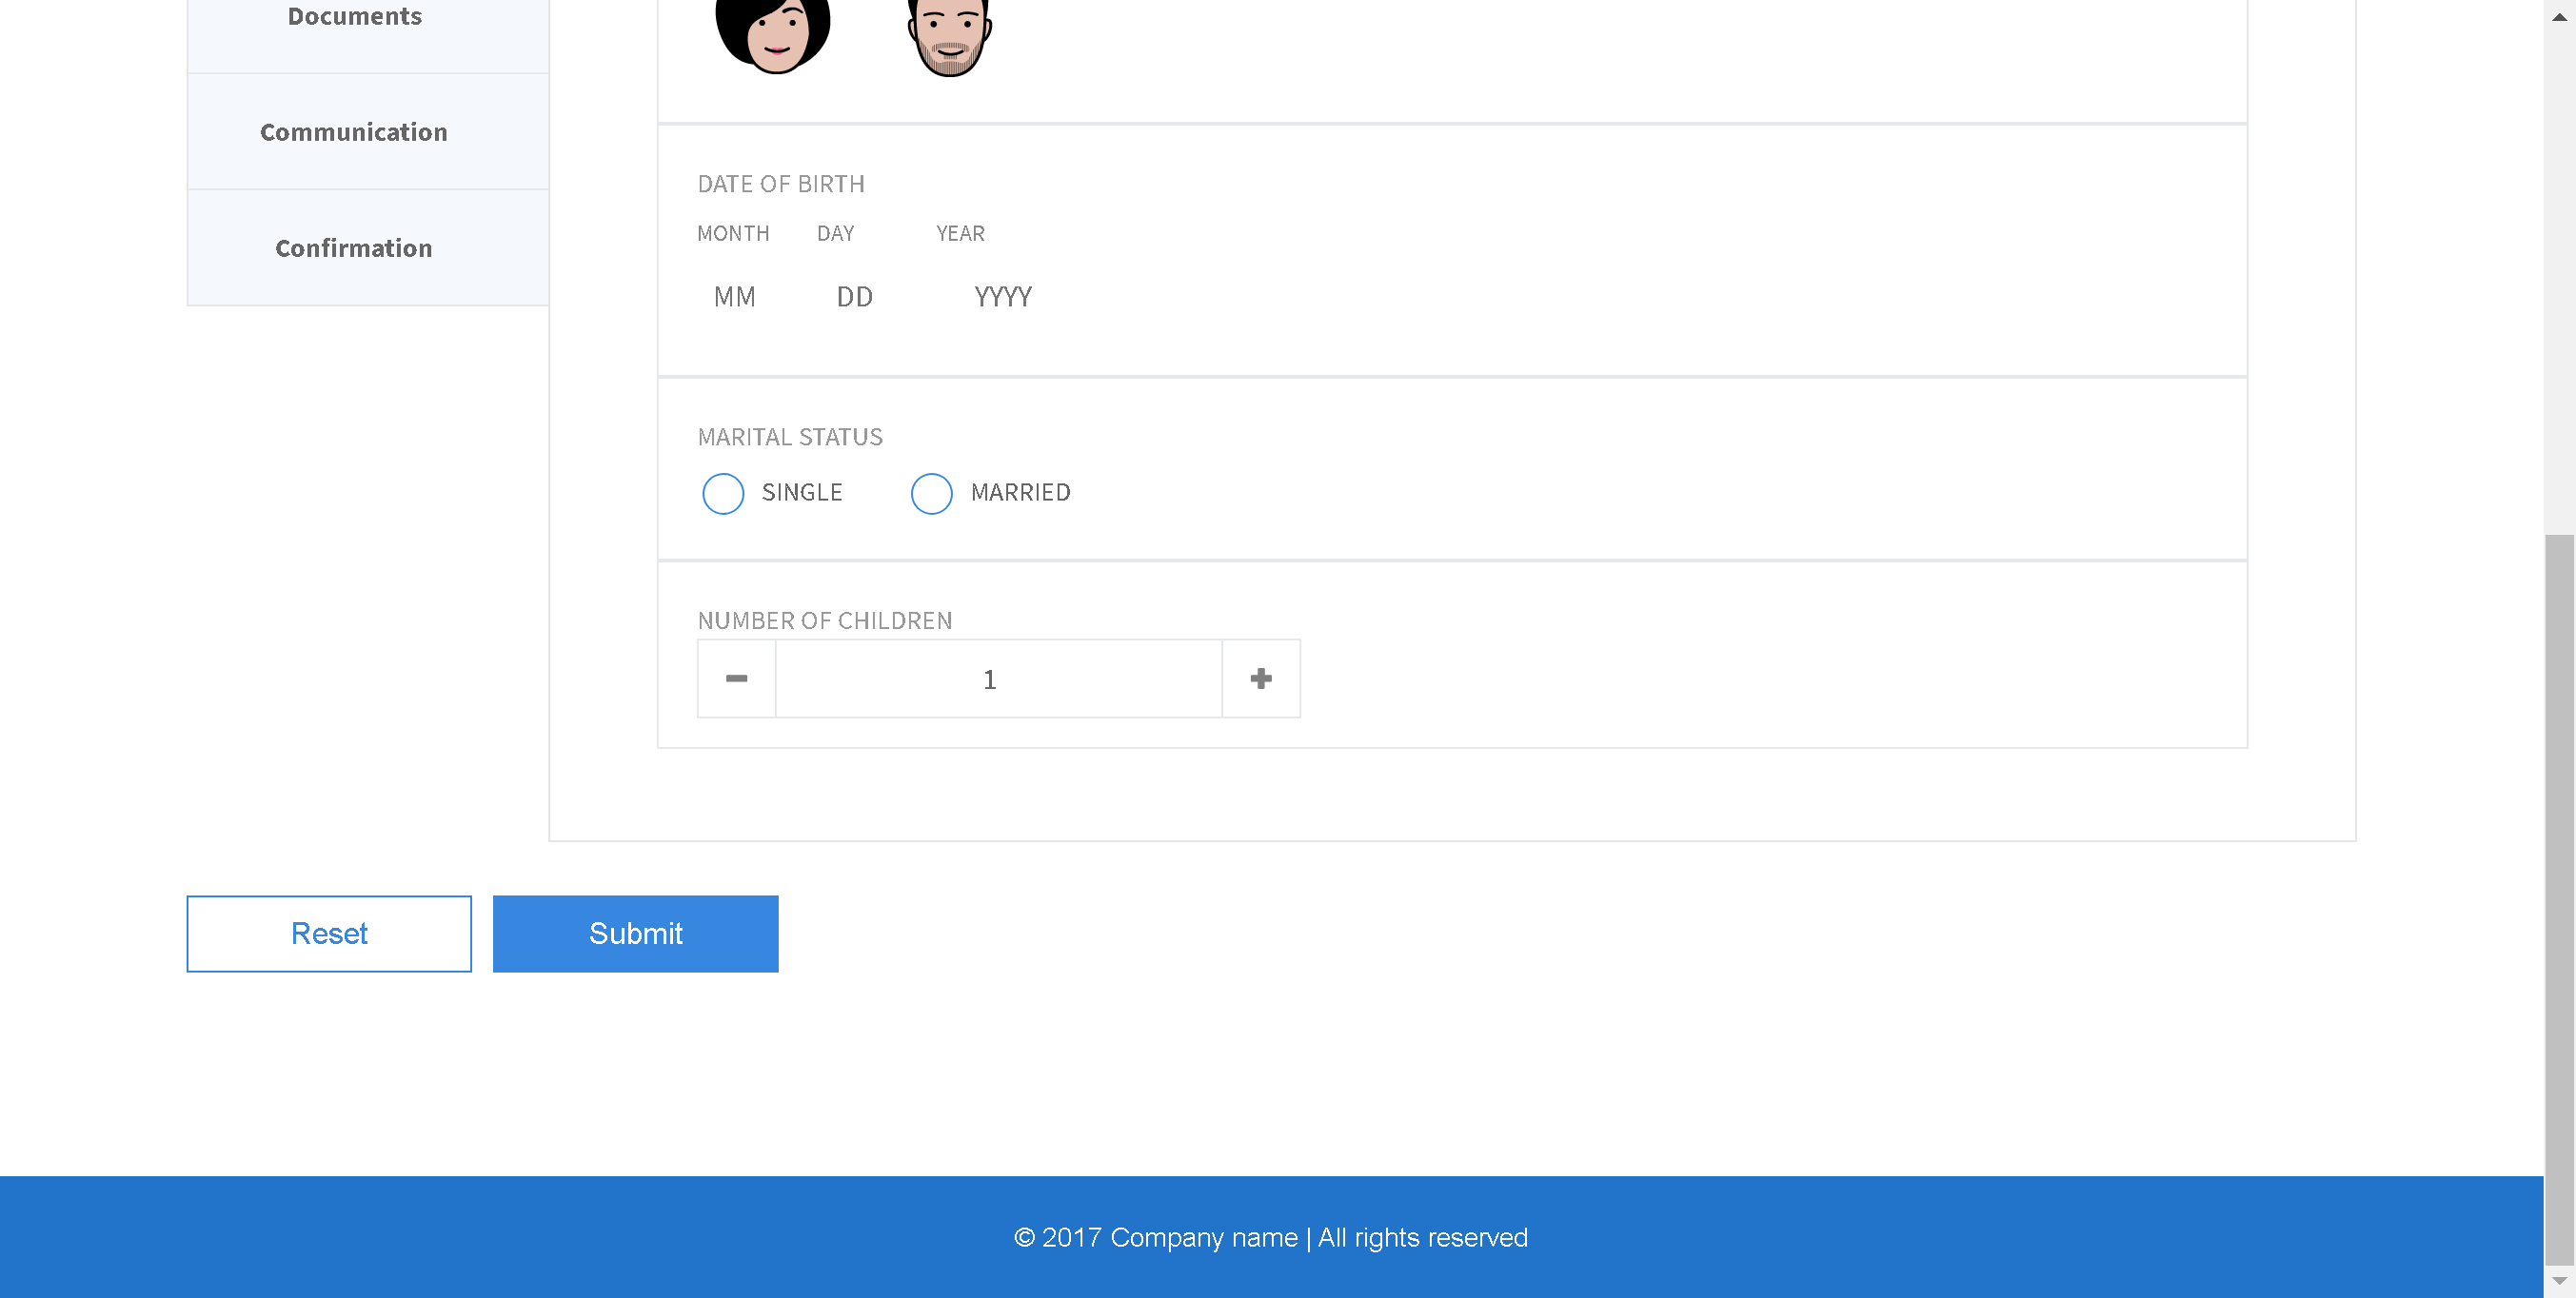 Documents
Communication
Confirmation
DATE OF BIRTH
MONTH DAY YEAR
MM DD YYYY
MARITAL STATUS
SINGLE MARRIED
NUMBER OF CHILDREN
1
Reset Submit
© 2017 Company name | All rights reserved